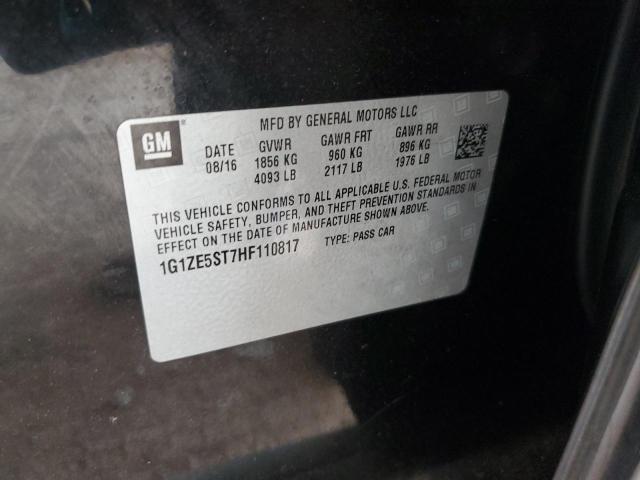 MFD BY GENERAL MOTORS LLC
GM
DATE GVWR GAWR FRT GAWR RR
08/16 1856 KG 960 KG 896 KG
4093 LB 2117 LB 1976 LB
THIS VEHICLE CONFORMS TO ALL APPLICABLE U.S. FEDERAL MOTOR
VEHICLE SAFETY, BUMPER, AND THEFT PREVENTION STANDARDS IN
EFFECT ON THE DATE OF MANUFACTURE SHOWN ABOVE.
1G1ZE5ST7HF110817 TYPE: PASS CAR